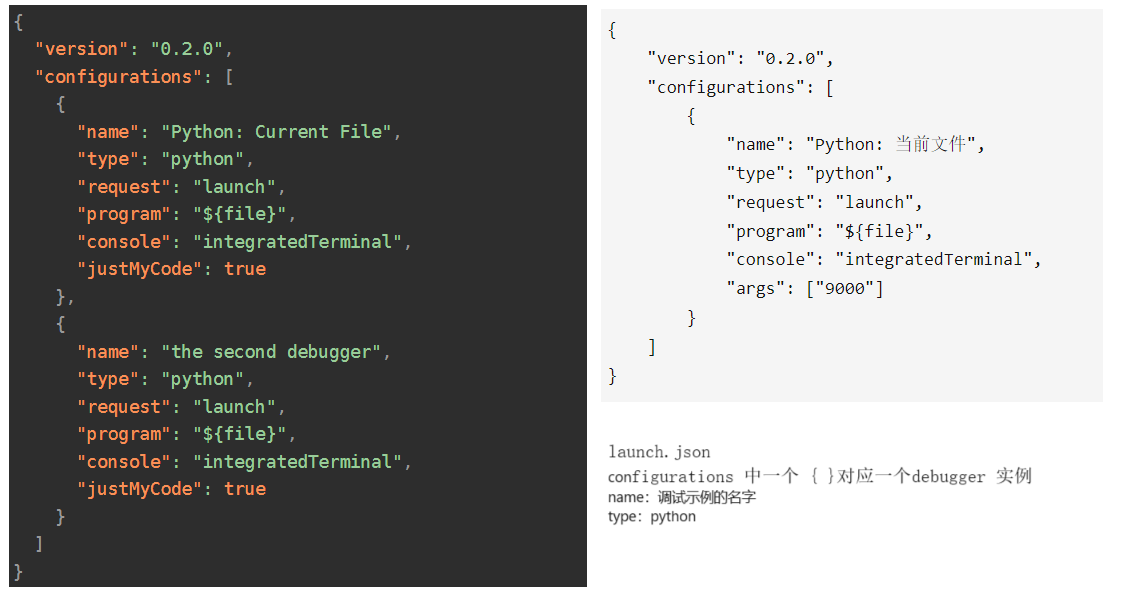 {
  "version": "0.2.0",
  "configurations": [
    {
      "name": "Python: Current File",
      "type": "python",
      "request": "launch",
      "program": "${file}",
      "console": "integratedTerminal",
      "justMyCode": true
    },
    {
      "name": "the second debugger",
      "type": "python",
      "request": "launch",
      "program": "${file}",
      "console": "integratedTerminal",
      "justMyCode": true
    }
  ]
}
{
    "version": "0.2.0",
    "configurations": [
        {
            "name": "Python: 当前文件",
            "type": "python",
            "request": "launch",
            "program": "${file}",
            "console": "integratedTerminal",
            "args": ["9000"]
        }
    ]
}
launch.json
configurations 中一个 { }对应一个debugger 实例
name：调试示例的名字
type：python